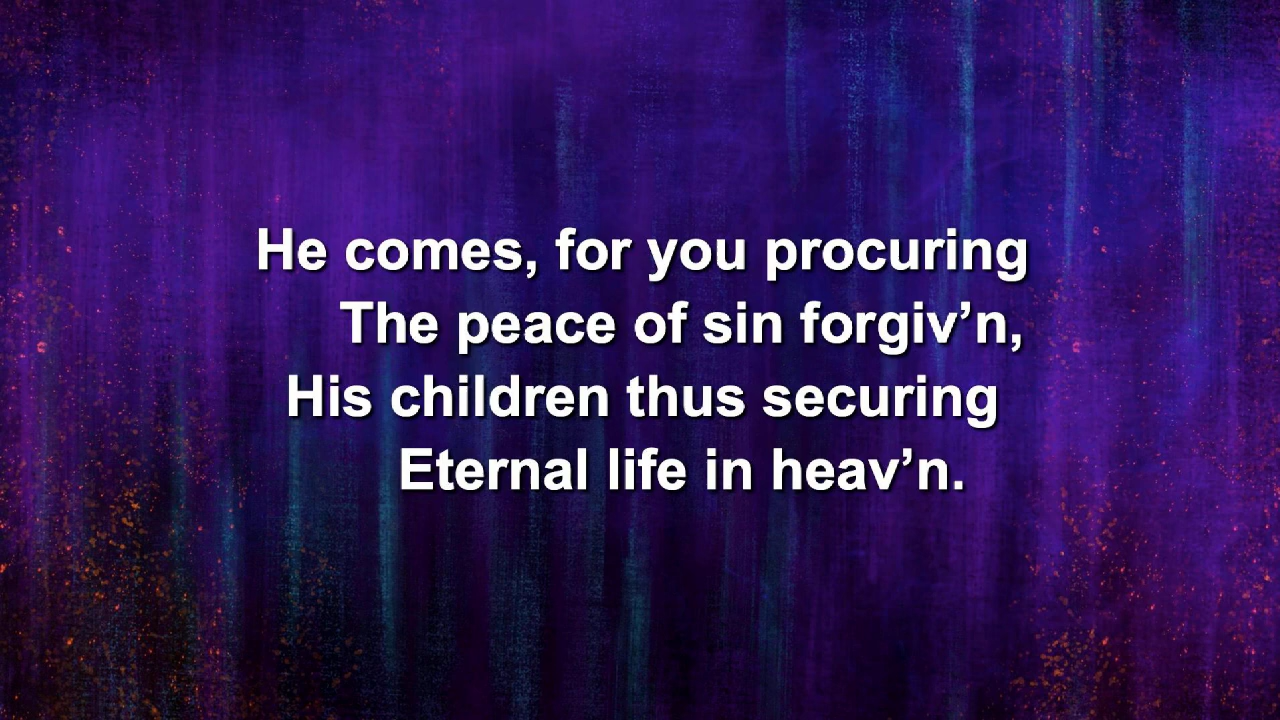 He comes, for you procuring
The peace of sin forgiv’n,
His children thus securing
Eternal life in heav’n.